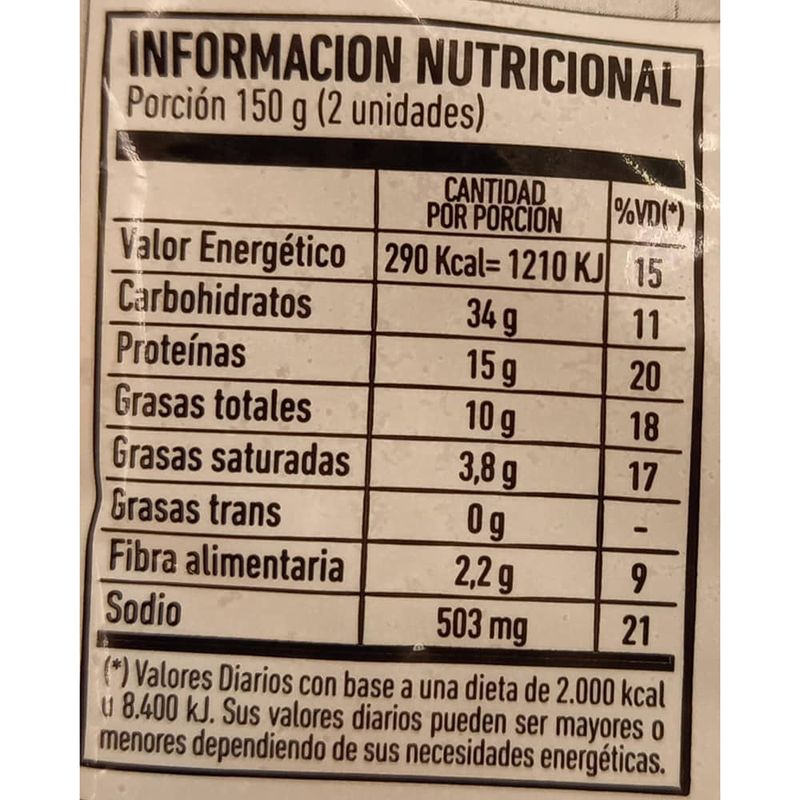 INFORMACION NUTRICIONAL
Porción 150 g (2 unidades)
CANTIDAD
POR PORCION
%VD(*)
Valor Energético 290 Kcal= 1210 KJ 15
Carbohidratos 34 g 11
Proteínas 15 g 20
Grasas totales 10 g 18
Grasas saturadas 3,8 g 17
Grasas trans 0 g -
Fibra alimentaria 2,2 g 9
Sodio 503 mg 21
(*) Valores Diarios con base a una dieta de 2.000 kcal
u 8.400 kJ. Sus valores diarios pueden ser mayores o
menores dependiendo de sus necesidades energéticas.